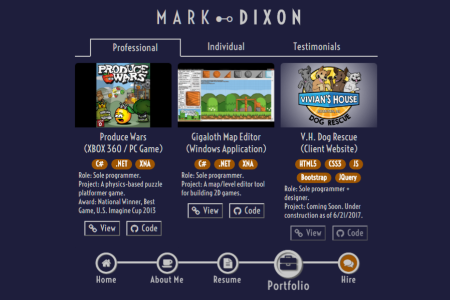 MARK DIXON
Professional Individual Testimonials
PRODUCE
WARS
VIVIAN'S HOUSE
DOG RESCUE
Produce Wars
(XBOX 360 / PC Game)
C# .NET XNA
Role: Sole programmer.
Project: A physics-based puzzle
platformer game.
Award: National Winner, Best
Game, U.S. Imagine Cup 2013
View Code
Gigaloth Map Editor
(Windows Application)
C# .NET XNA
Role: Sole programmer.
Project: A map/level editor tool
for building 2D games.
View Code
V.H. Dog Rescue
(Client Website)
HTML5 CSS3 JS
Bootstrap JQuery
Role: Sole programmer +
designer.
Project: Coming Soon. Under
construction as of 6/21/2017.
View Code
Home About Me Resume Portfolio Hire